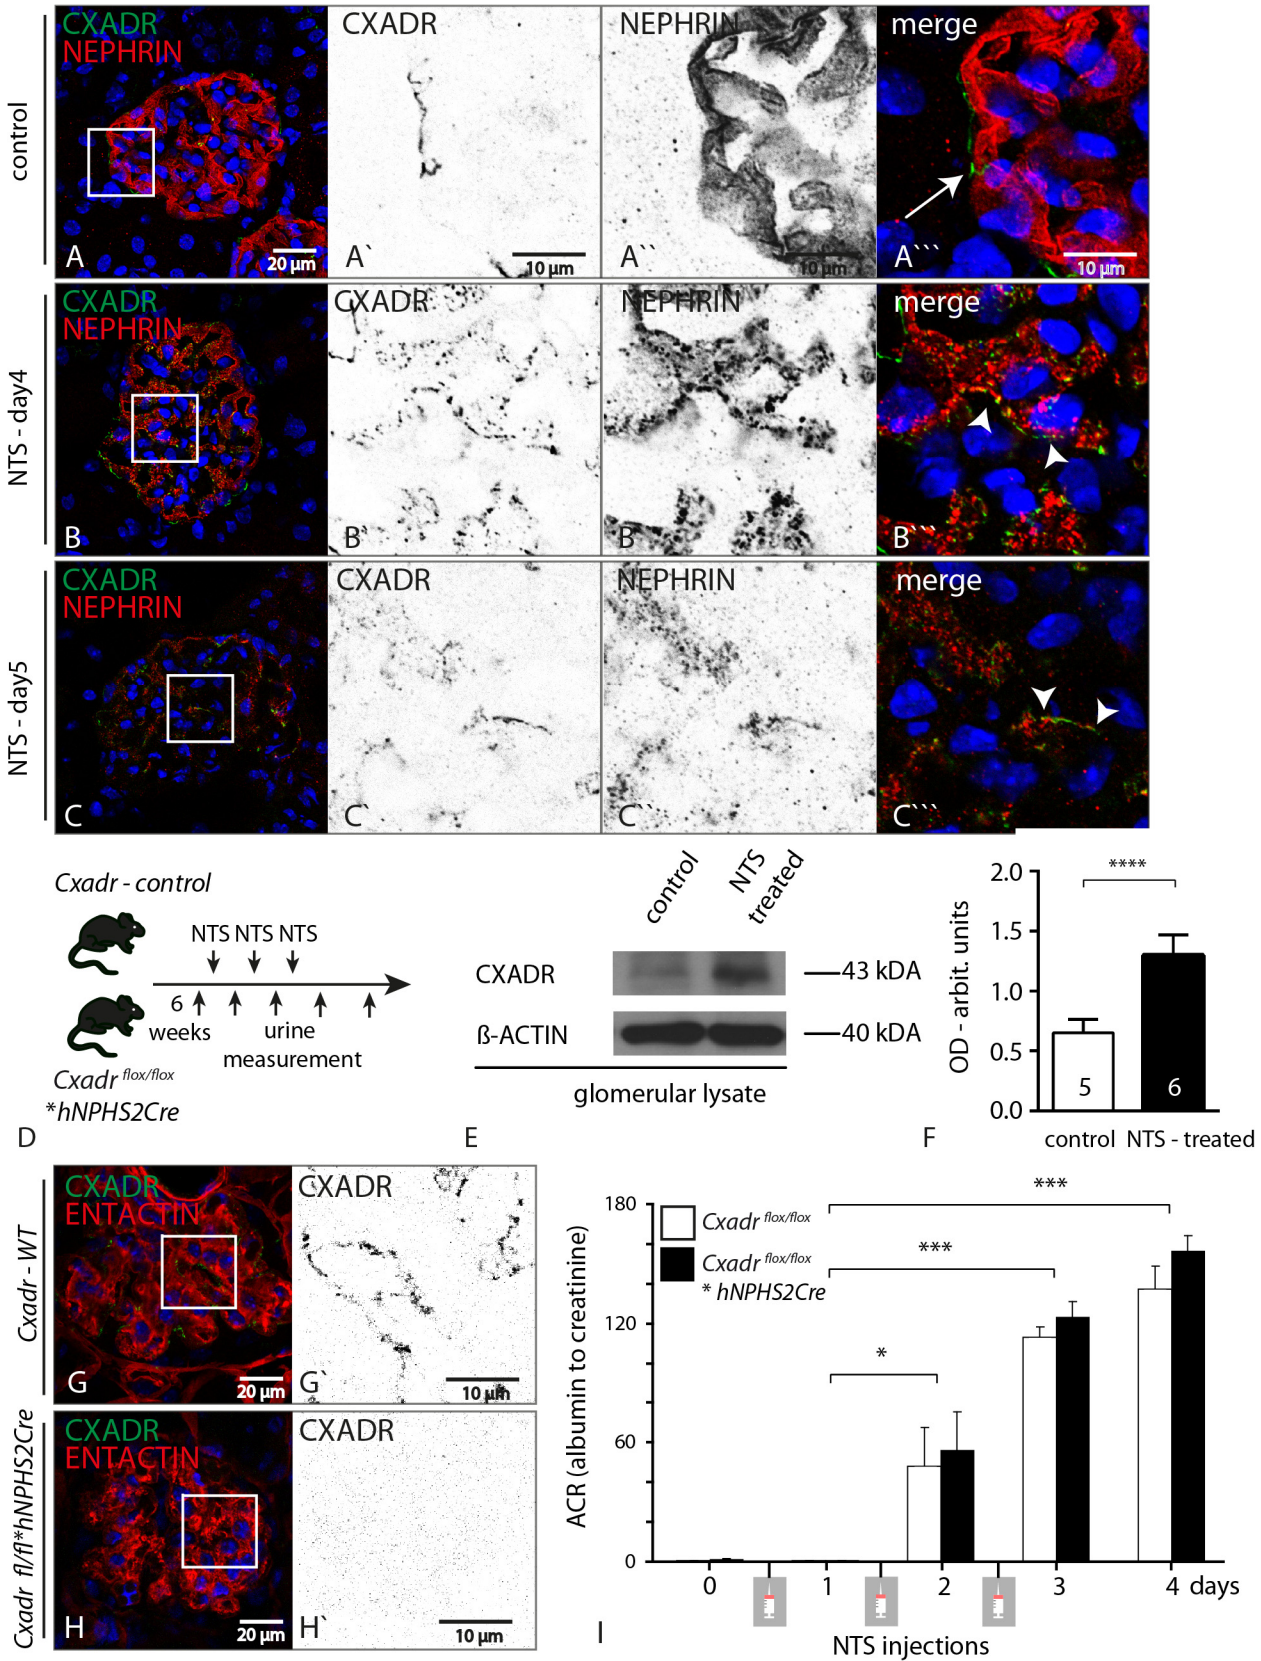 control
CXADR
NEPHRIN
A
20 µm
CXADR
A`
10 µm
NEPHRIN
A``
10 µm
merge
A```
10 µm
NTS - day4
CXADR
NEPHRIN
B
CXADR
B`
NEPHRIN
B``
merge
B```
NTS - day5
CXADR
NEPHRIN
C
CXADR
C`
NEPHRIN
C``
merge
C```
Cxadr - control
NTS NTS NTS
6
weeks
urine
measurement
Cxadr flox/flox
*hNPHS2Cre
D
control
NTS
treated
CXADR
43 kDA
ß-ACTIN
40 kDA
glomerular lysate
E
OD - arbit. units
2.0
1.5
1.0
0.5
0.0
****
5
6
control
NTS - treated
F
Cxadr - WT
CXADR
ENTACTIN
G
20 µm
CXADR
G`
10 µm
Cxadr fl/fl*hNPHS2Cre
CXADR
ENTACTIN
H
20 µm
CXADR
H`
10 µm
ACR (albumin to creatinine)
180
120
60
0
Cxadr flox/flox
Cxadr flox/flox
* hNPHS2Cre
***
***
*
0 1 2 3 4 days
NTS injections
I